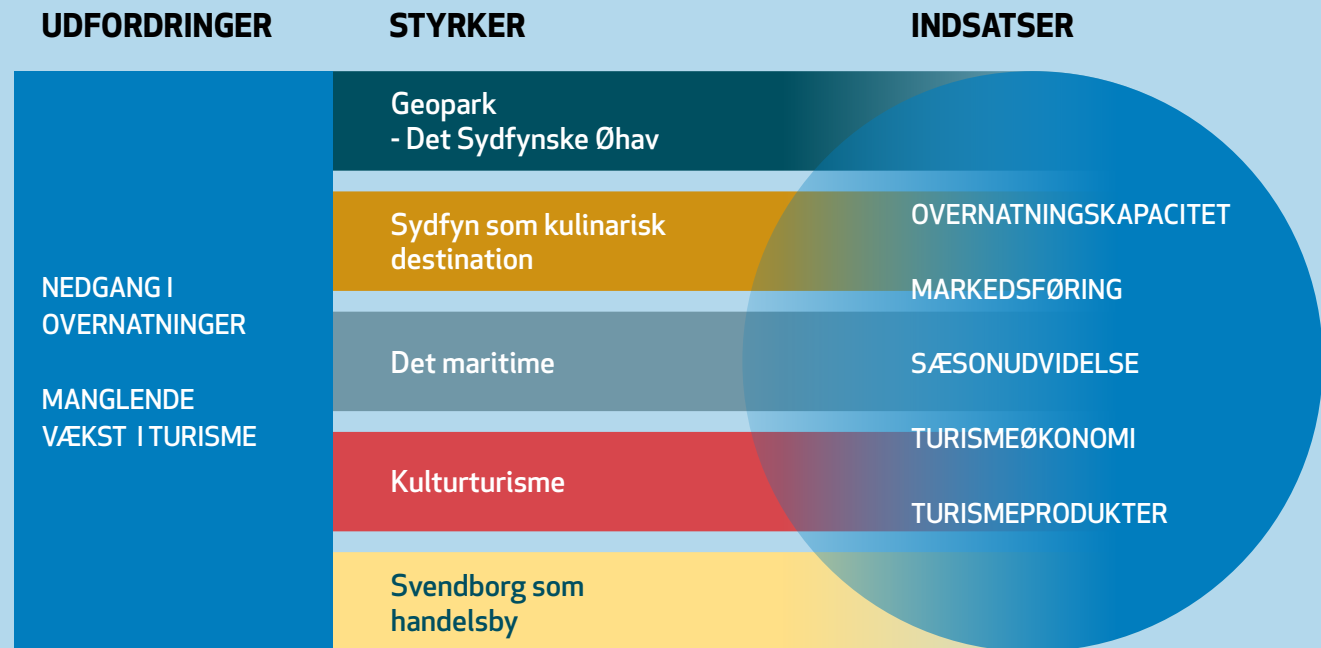 UDFORDRINGER
STYRKER
INDSATSER
NEDGANG I
OVERNATNINGER
MANGLENDE
VÆKST I TURISME
Geopark
- Det Sydfynske Øhav
Sydfyn som kulinarisk
destination
Det maritime
Kulturturisme
Svendborg som
handelsby
OVERNATNINGSKAPACITET
MARKEDSFØRING
SÆSONUDVIDELSE
TURISMEØKONOMI
TURISMEPRODUKTER